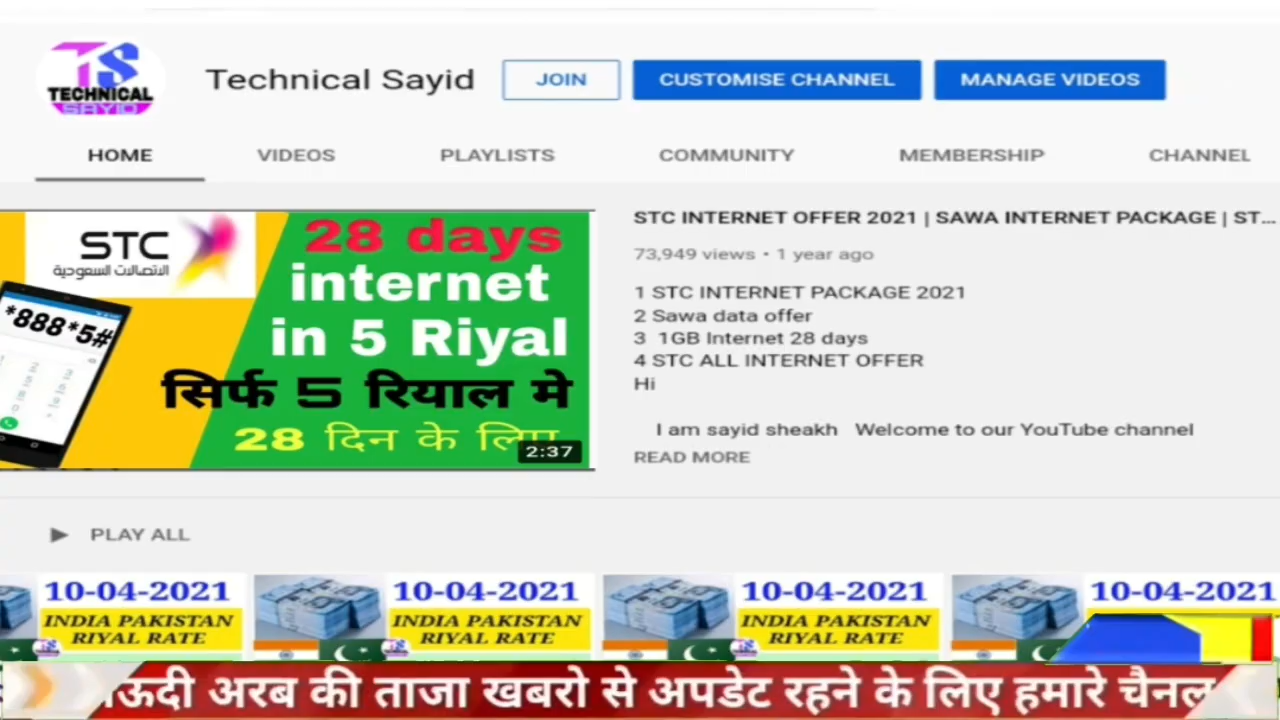 TS
TECHNICAL
SAYID
Technical Sayid
JOIN
CUSTOMISE CHANNEL
MANAGE VIDEOS
HOME
VIDEOS
PLAYLISTS
COMMUNITY
MEMBERSHIP
CHANNEL
STC
الاتصالات السعودية
*888*5#
28 days
internet
in 5 Riyal
सिर्फ 5 रियाल मे
28 दिन के लिए
2:37
STC INTERNET OFFER 2021 | SAWA INTERNET PACKAGE | ST...
73,949 views • 1 year ago
1 STC INTERNET PACKAGE 2021
2 Sawa data offer
3 1GB Internet 28 days
4 STC ALL INTERNET OFFER
Hi
I am sayid sheakh Welcome to our YouTube channel
READ MORE
PLAY ALL
10-04-2021
INDIA PAKISTAN
RIYAL RATE
10-04-2021
INDIA PAKISTAN
RIYAL RATE
10-04-2021
INDIA PAKISTAN
RIYAL RATE
10-04-2021
अरब की ताजा खबरो से अपडेट रहने के लिए हमारे चैनल